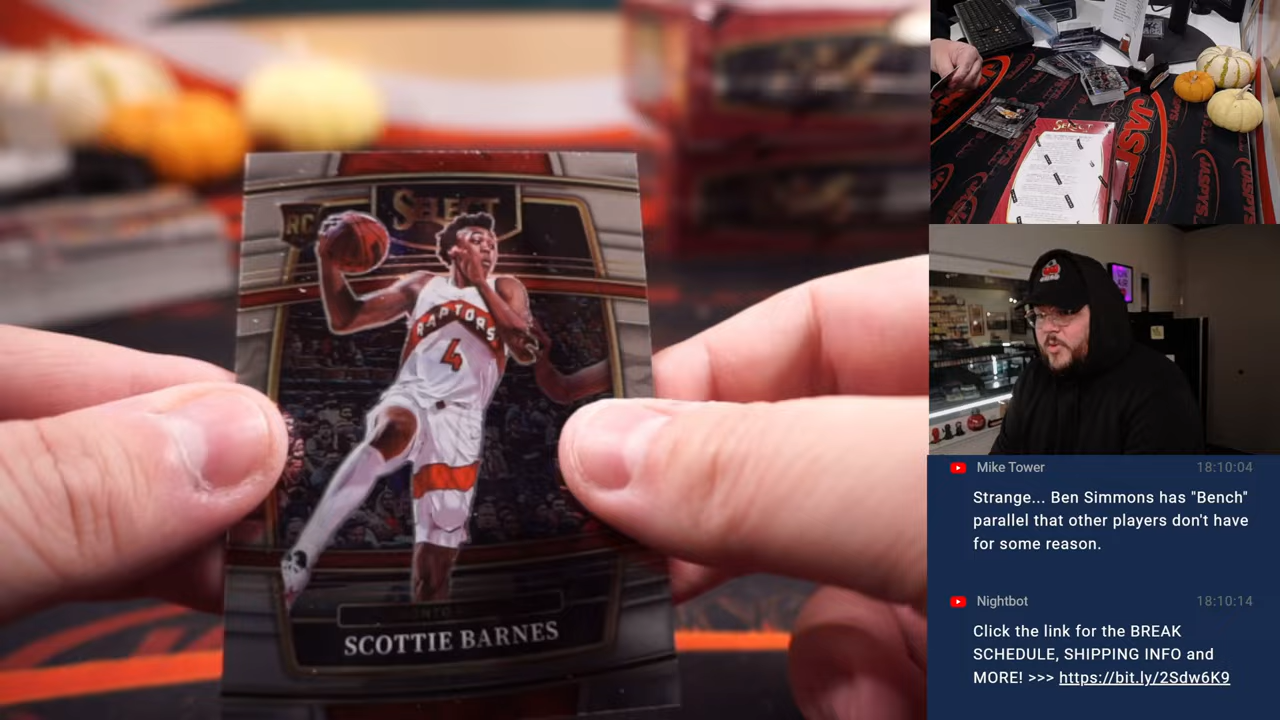 RC
SELECT
RAPTORS
4
SCOTTIE BARNES
SELECT
Mike Tower 18:10:04
Strange... Ben Simmons has "Bench"
parallel that other players don't have
for some reason.
Nightbot 18:10:14
Click the link for the BREAK
SCHEDULE, SHIPPING INFO and
MORE! >>> https://bit.ly/2Sdw6K9